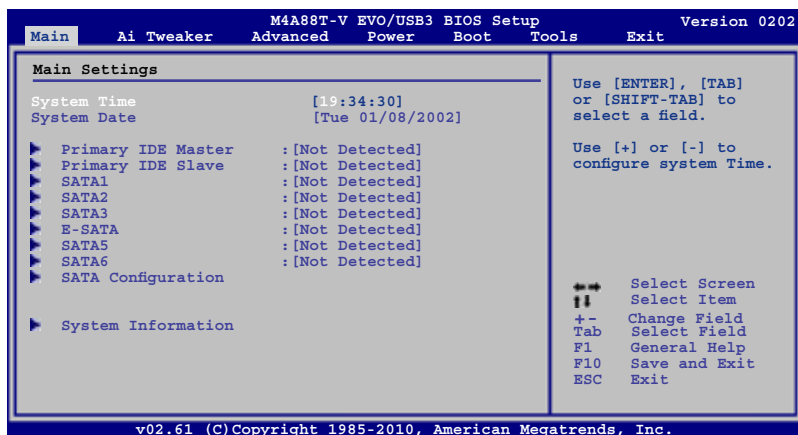 M4A88T-V EVO/USB3 BIOS Setup Version 0202
Main Ai Tweaker Advanced Power Boot Tools Exit
Main Settings
System Time [19:34:30]
System Date [Tue 01/08/2002]
Primary IDE Master :[Not Detected]
Primary IDE Slave :[Not Detected]
SATA1 :[Not Detected]
SATA2 :[Not Detected]
SATA3 :[Not Detected]
E-SATA :[Not Detected]
SATA5 :[Not Detected]
SATA6 :[Not Detected]
SATA Configuration
System Information
Use [ENTER], [TAB]
or [SHIFT-TAB] to
select a field.
Use [+] or [-] to
configure system Time.
←→ Select Screen
↑↓ Select Item
+- Change Field
Tab Select Field
F1 General Help
F10 Save and Exit
ESC Exit
v02.61 (C)Copyright 1985-2010, American Megatrends, Inc.